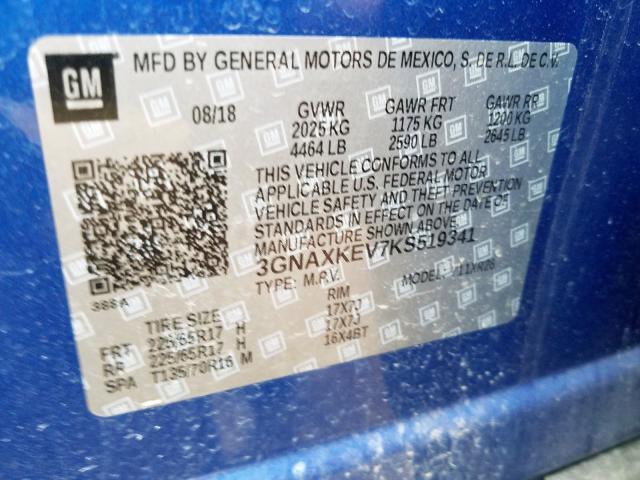 GM
MFD BY GENERAL MOTORS DE MEXICO, S. DE R.L. DE C.V.
08/18 GVWR GAWR FRT GAWR RR
2025 KG 1175 KG 1200 KG
4464 LB 2590 LB 2645 LB
THIS VEHICLE CONFORMS TO ALL
APPLICABLE U.S. FEDERAL MOTOR
VEHICLE SAFETY AND THEFT PREVENTION
STANDARDS IN EFFECT ON THE DATE OF
MANUFACTURE SHOWN ABOVE
3GNAXKEV7KS519341
TYPE: M.P.V. MODEL: 11XR26
388A
TIRE SIZE RIM
FRT 225/65R17 H 17X7J
RR 225/65R17 H 17X7J
SPA T135/70R16 M 16X4BT